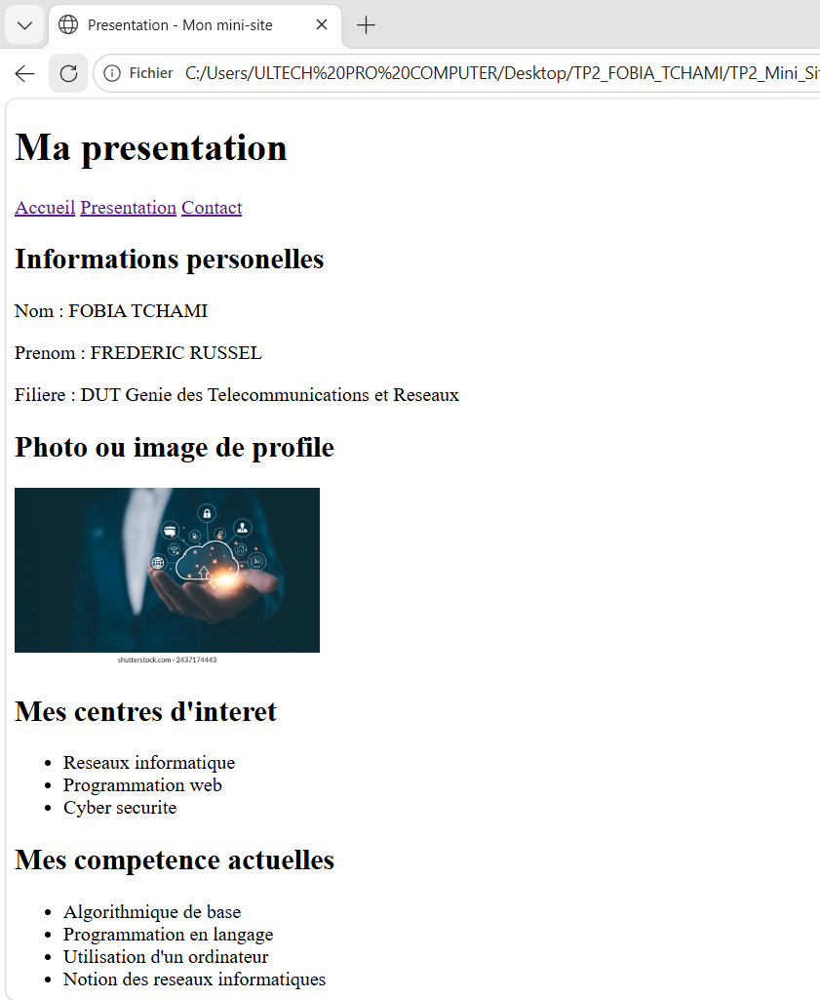 Presentation - Mon mini-site
Fichier C:/Users/ULTECH%20PRO%20COMPUTER/Desktop/TP2_FOBIA_TCHAMI/TP2_Mini_Si
Ma presentation
Accueil Presentation Contact
Informations personelles
Nom : FOBIA TCHAMI
Prenom : FREDERIC RUSSEL
Filiere : DUT Genie des Telecommunications et Reseaux
Photo ou image de profile
AI
shutterstock.com · 2437174443
Mes centres d'interet
Reseaux informatique
Programmation web
Cyber securite
Mes competence actuelles
Algorithmique de base
Programmation en langage
Utilisation d'un ordinateur
Notion des reseaux informatiques